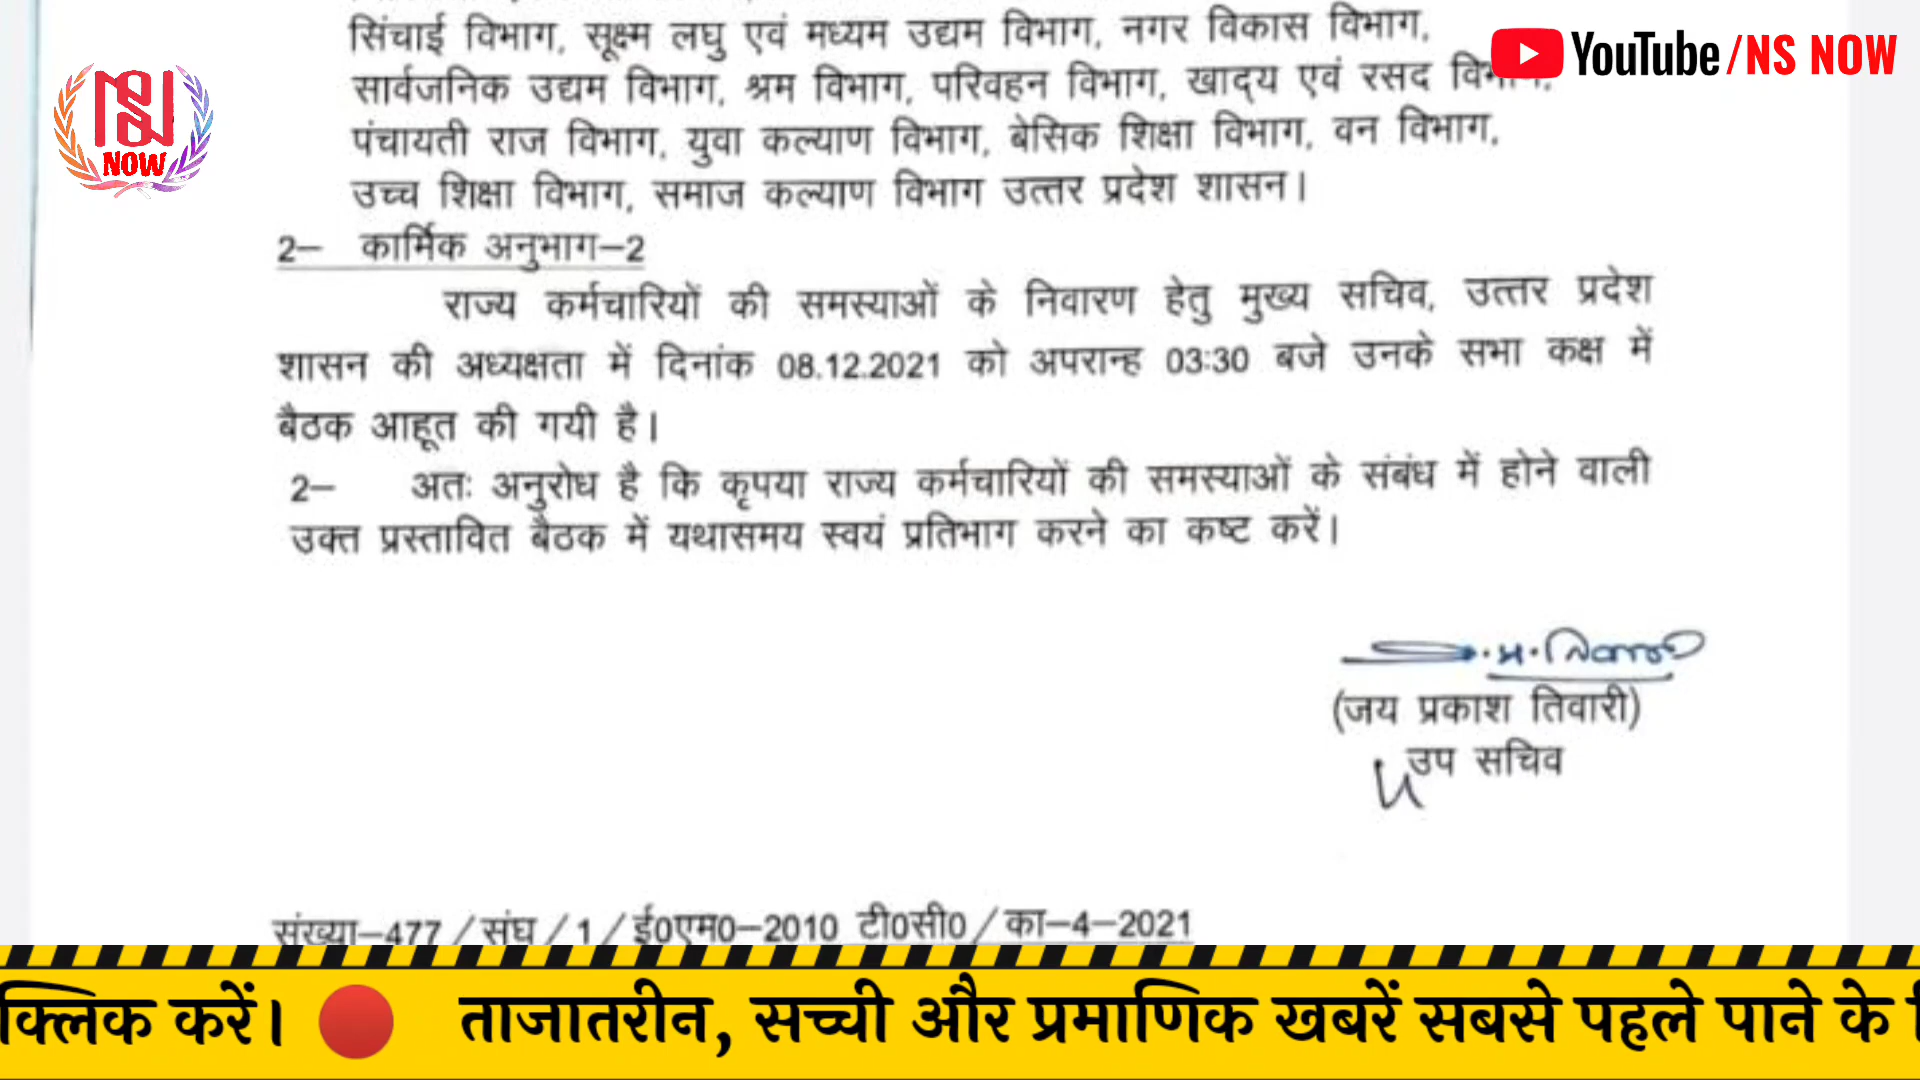 सिंचाई विभाग, सूक्ष्म लघु एवं मध्यम उद्यम विभाग, नगर विकास विभाग,
सार्वजनिक उद्यम विभाग, श्रम विभाग, परिवहन विभाग, खाद्य एवं रसद विभाग,
पंचायती राज विभाग, युवा कल्याण विभाग, बेसिक शिक्षा विभाग, वन विभाग,
उच्च शिक्षा विभाग, समाज कल्याण विभाग उत्तर प्रदेश शासन।
2– कार्मिक अनुभाग–2
राज्य कर्मचारियों की समस्याओं के निवारण हेतु मुख्य सचिव, उत्तर प्रदेश
शासन की अध्यक्षता में दिनांक 08.12.2021 को अपरान्ह 03:30 बजे उनके सभा कक्ष में
बैठक आहूत की गयी है।
2– अतः अनुरोध है कि कृपया राज्य कर्मचारियों की समस्याओं के संबंध में होने वाली
उक्त प्रस्तावित बैठक में यथासमय स्वयं प्रतिभाग करने का कष्ट करें।
(जय प्रकाश तिवारी)
उप सचिव
संख्या–477/संघ/1/ई0एम0–2010 टी0सी0/का–4–2021
NS
NOW
YouTube/NS NOW
क्लिक करें। ताजातरीन, सच्ची और प्रमाणिक खबरें सबसे पहले पाने के